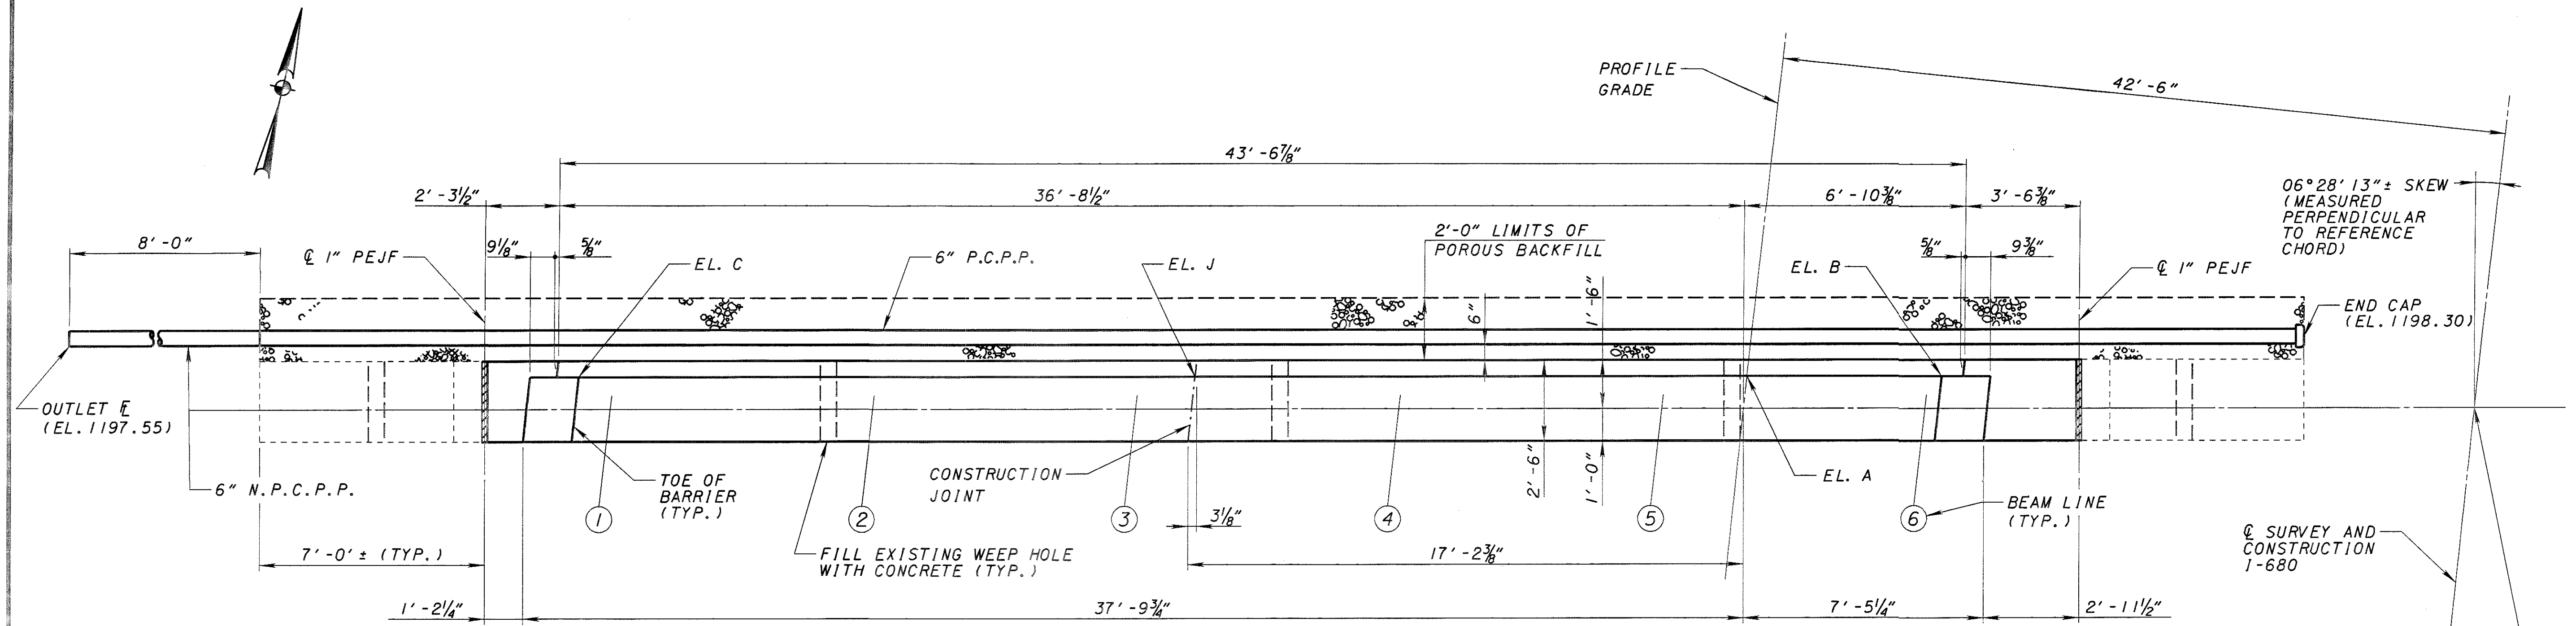 PROFILE
GRADE
42'-6"
43'-6⅞"
2'-3½"
36'-8½"
6'-10⅜"
3'-6⅜"
06°28'13"± SKEW
(MEASURED
PERPENDICULAR
TO REFERENCE
CHORD)
8'-0"
℄ 1" PEJF
9⅛"
⅝"
EL. C
6" P.C.P.P.
EL. J
2'-0" LIMITS OF
POROUS BACKFILL
6"
1'-6"
EL. B
⅝"
9⅜"
℄ 1" PEJF
END CAP
(EL. 1198.30)
OUTLET ℄
(EL. 1197.55)
6" N.P.C.P.P.
TOE OF
BARRIER
(TYP.)
CONSTRUCTION
JOINT
2'-6"
1'-0"
EL. A
1
2
3
4
5
6
3⅛"
BEAM LINE
(TYP.)
℄ SURVEY AND
CONSTRUCTION
I-680
7'-0'± (TYP.)
FILL EXISTING WEEP HOLE
WITH CONCRETE (TYP.)
17'-2⅜"
1'-2¼"
37'-9¾"
7'-5¼"
2'-11½"